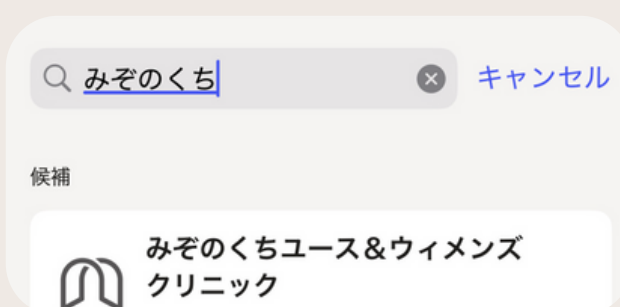 みぞのくち キャンセル
候補
みぞのくちユース＆ウィメンズ
クリニック